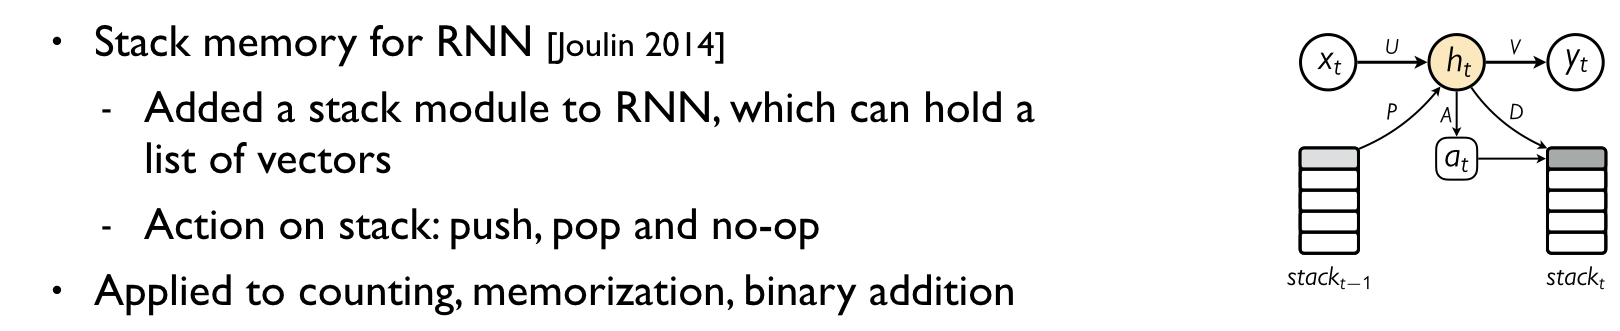 • Stack memory for RNN [Joulin 2014]
- Added a stack module to RNN, which can hold a
list of vectors
- Action on stack: push, pop and no-op
• Applied to counting, memorization, binary addition
x_t U h_t V y_t
P A D
a_t
stack_{t−1} stack_t